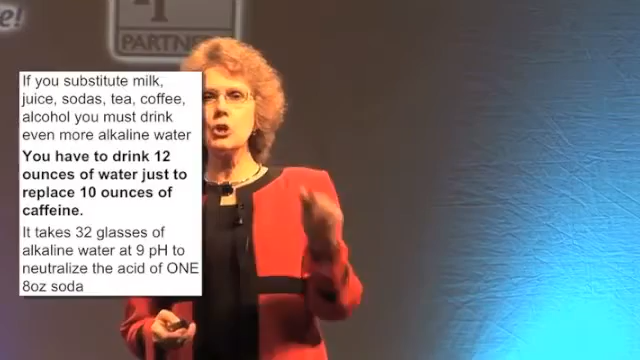 e!
PARTNE
If you substitute milk,
juice, sodas, tea, coffee,
alcohol you must drink
even more alkaline water
You have to drink 12
ounces of water just to
replace 10 ounces of
caffeine.
It takes 32 glasses of
alkaline water at 9 pH to
neutralize the acid of ONE
8oz soda